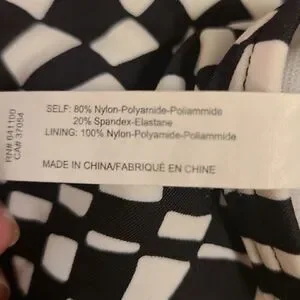 RN# 641100
CA# 37054
SELF: 80% Nylon-Polyamide-Poliammide
20% Spandex-Elastane
LINING: 100% Nylon-Polyamide-Poliammide
MADE IN CHINA/FABRIQUÉ EN CHINE